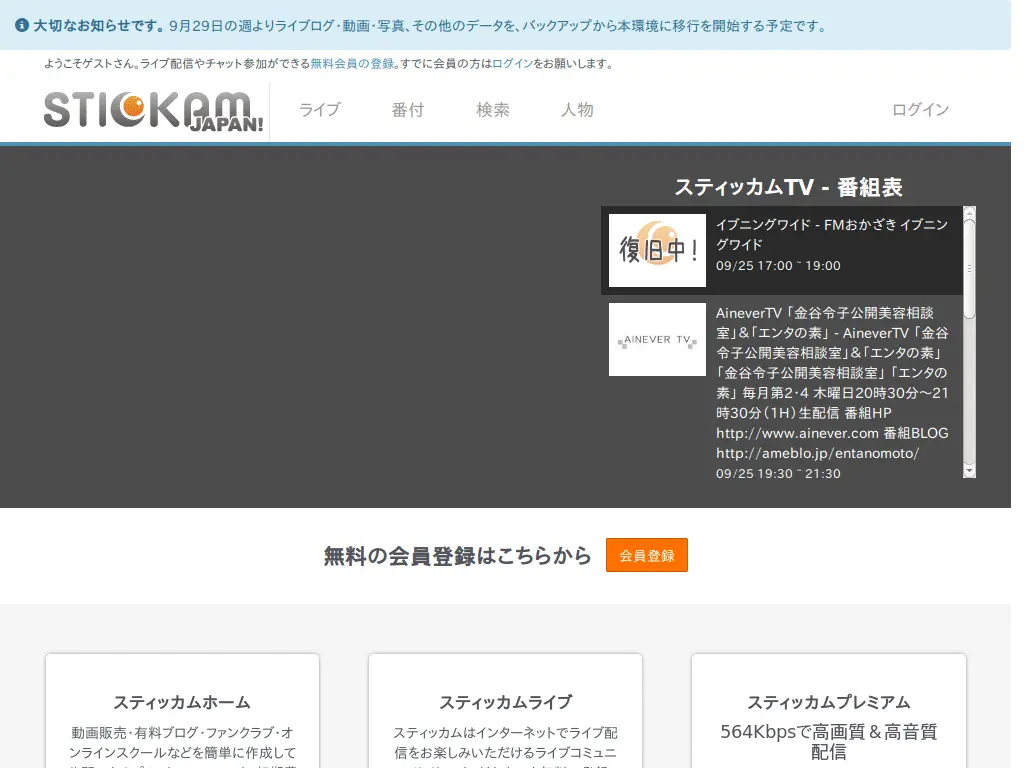 大切なお知らせです。9月29日の週よりライブログ・動画・写真、その他のデータを、バックアップから本環境に移行を開始する予定です。
ようこそゲストさん。ライブ配信やチャット参加ができる無料会員の登録。すでに会員の方はログインをお願いします。
STICKAM JAPAN!
ライブ 番付 検索 人物 ログイン
スティッカムTV - 番組表
復旧中!
イブニングワイド - FMおかざき イブニン
グワイド
09/25 17:00 ~ 19:00
AINEVER TV
AineverTV 「金谷令子公開美容相談
室」&「エンタの素」 - AineverTV 「金谷
令子公開美容相談室」&「エンタの素」
「金谷令子公開美容相談室」 「エンタの
素」 毎月第2・4 木曜日20時30分〜21
時30分（1H）生配信 番組HP
http://www.ainever.com 番組BLOG
http://ameblo.jp/entanomoto/
09/25 19:30 ~ 21:30
無料の会員登録はこちらから 会員登録
スティッカムホーム
動画販売・有料ブログ・ファンクラブ・オ
ンラインスクールなどを簡単に作成して
スティッカムライブ
スティッカムはインターネットでライブ配
信をお楽しみいただけるライブコミュニ
スティッカムプレミアム
564Kbpsで高画質＆高音質
配信